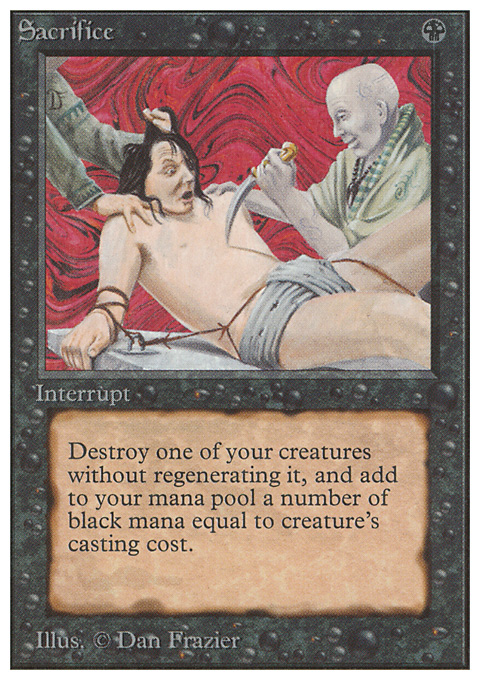 Sacrifice
Interrupt
Destroy one of your creatures
without regenerating it, and add
to your mana pool a number of
black mana equal to creature's
casting cost.
Illus. © Dan Frazier